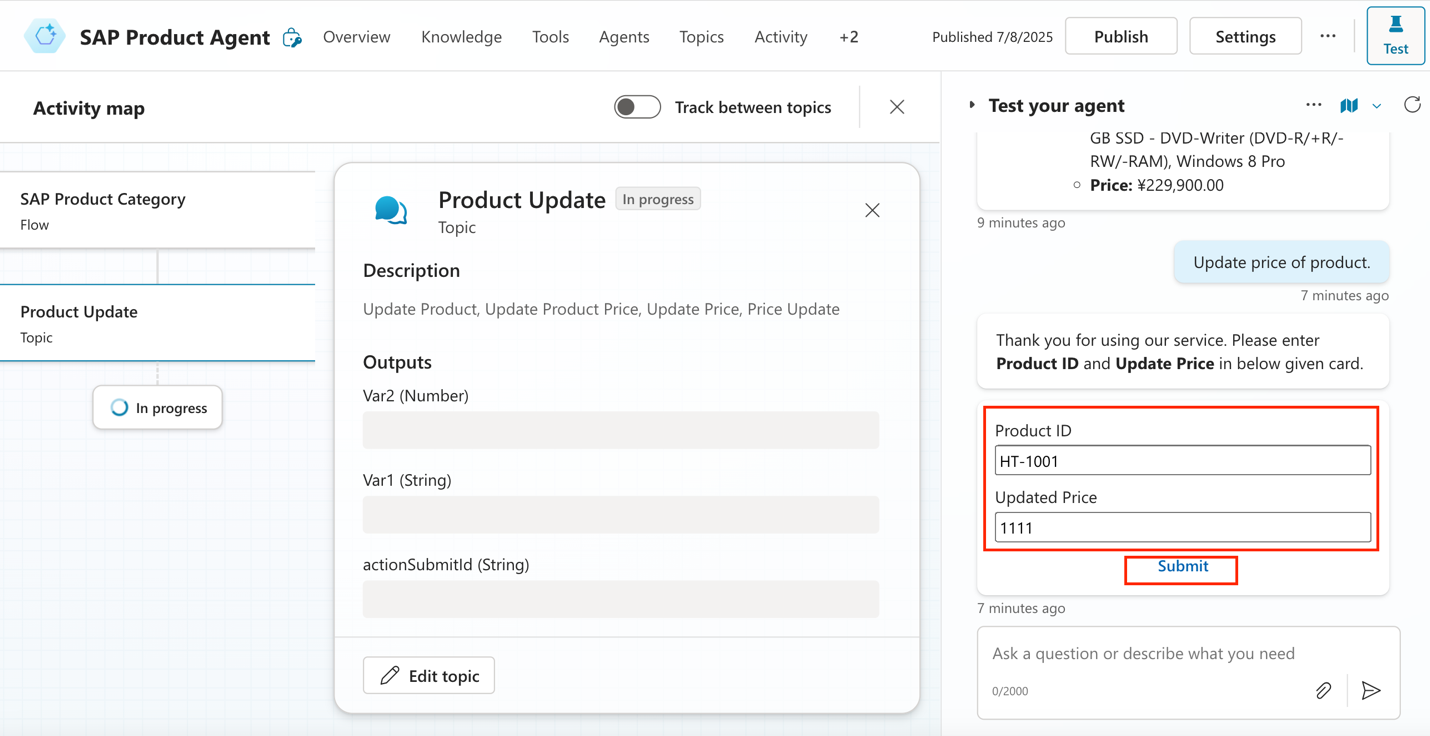 SAP Product Agent
Overview
Knowledge
Tools
Agents
Topics
Activity
+2
Published 7/8/2025
Publish
Settings
Test
Activity map
Track between topics
SAP Product Category
Flow
Product Update
Topic
In progress
Product Update
In progress
Topic
Description
Update Product, Update Product Price, Update Price, Price Update
Outputs
Var2 (Number)
Var1 (String)
actionSubmitId (String)
Edit topic
Test your agent
GB SSD - DVD-Writer (DVD-R/+R/-
RW/-RAM), Windows 8 Pro
Price: ¥229,900.00
9 minutes ago
Update price of product.
7 minutes ago
Thank you for using our service. Please enter
Product ID and Update Price in below given card.
Product ID
HT-1001
Updated Price
1111
Submit
7 minutes ago
Ask a question or describe what you need
0/2000